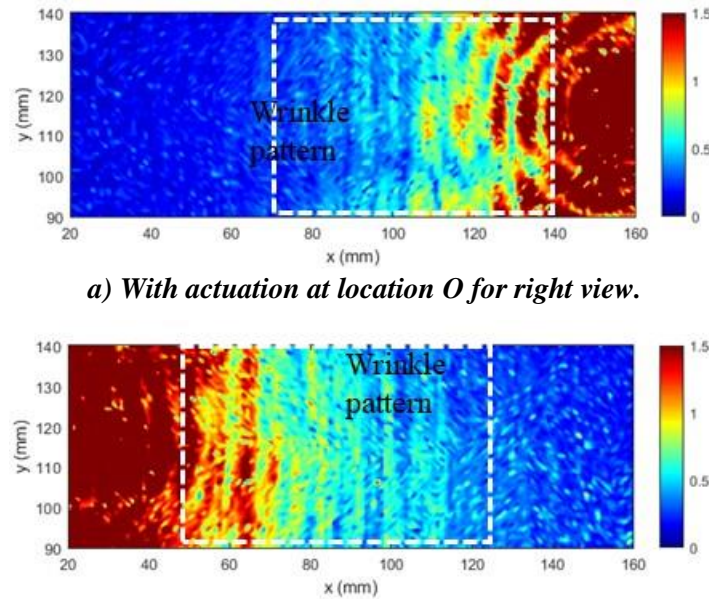 140
130
120
110
100
90
y (mm)
Wrinkle
pattern
20 40 60 80 100 120 140 160
x (mm)
1.5
1
0.5
0
a) With actuation at location O for right view.
140
130
120
110
100
90
y (mm)
Wrinkle
pattern
20 40 60 80 100 120 140 160
x (mm)
1.5
1
0.5
0